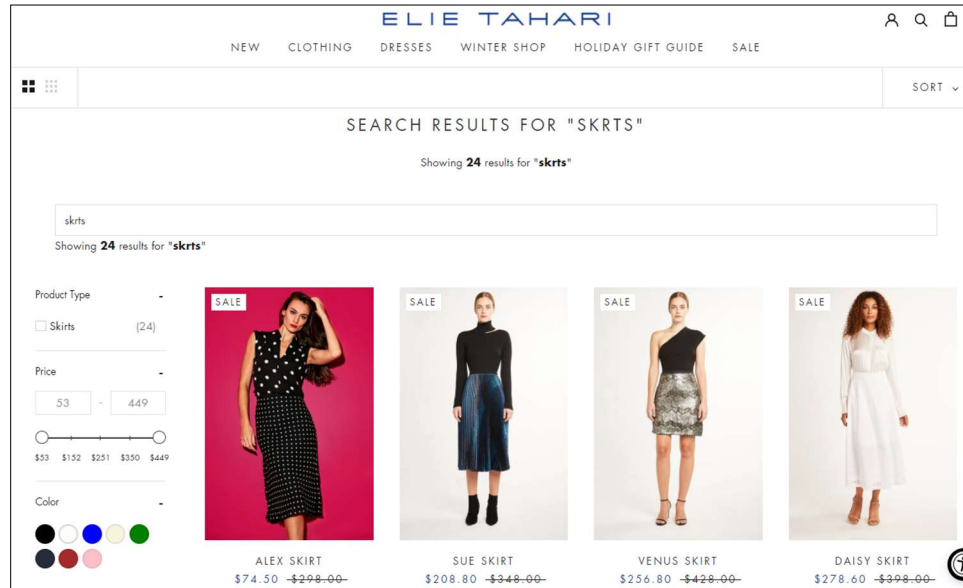 ELIE TAHARI
NEW CLOTHING DRESSES WINTER SHOP HOLIDAY GIFT GUIDE SALE
SORT
SEARCH RESULTS FOR "SKRTS"
Showing 24 results for "skrts"
skrts
Showing 24 results for "skrts"
Product Type -
Skirts (24)
Price -
53 - 449
$53 $152 $251 $350 $449
Color -
SALE
ALEX SKIRT
$74.50 $298.00
SALE
SUE SKIRT
$208.80 $348.00
SALE
VENUS SKIRT
$256.80 $428.00
SALE
DAISY SKIRT
$278.60 $398.00